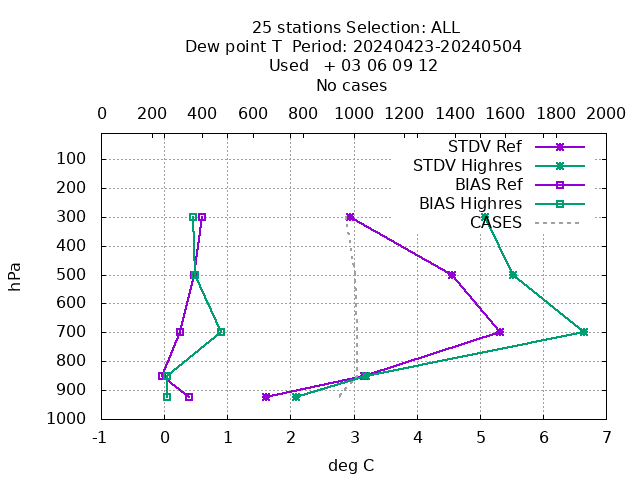 25 stations Selection: ALL
Dew point T  Period: 20240423-20240504
Used   + 03 06 09 12
No cases
0 200 400 600 800 1000 1200 1400 1600 1800 2000
STDV Ref
STDV Highres
BIAS Ref
BIAS Highres
CASES
hPa
100
200
300
400
500
600
700
800
900
1000
-1 0 1 2 3 4 5 6 7
deg C